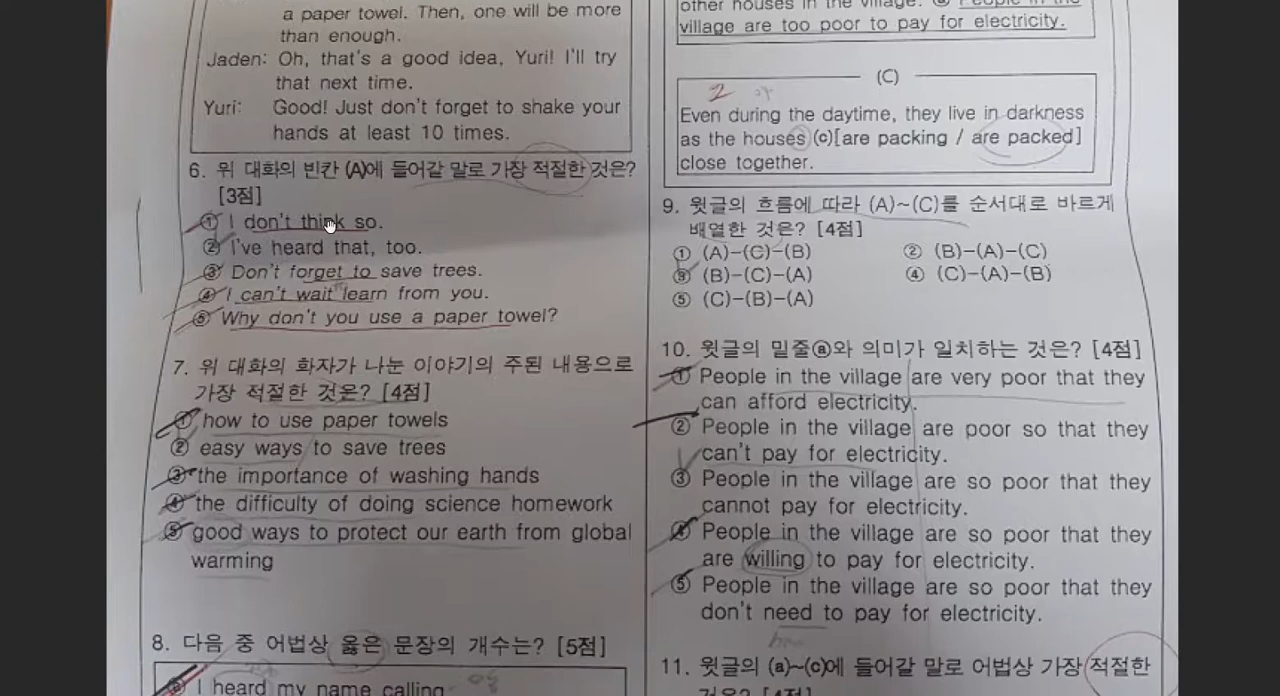 a paper towel. Then, one will be more
than enough.
Jaden: Oh, that's a good idea, Yuri! I'll try
that next time.
Yuri: Good! Just don't forget to shake your
hands at least 10 times.
6. 위 대화의 빈칸 (A)에 들어갈 말로 가장 적절한 것은?
[3점]
① I don't think so.
② I've heard that, too.
③ Don't forget to save trees.
④ I can't wait learn from you.
⑤ Why don't you use a paper towel?
7. 위 대화의 화자가 나눈 이야기의 주된 내용으로
가장 적절한 것은? [4점]
① how to use paper towels
② easy ways to save trees
③ the importance of washing hands
④ the difficulty of doing science homework
⑤ good ways to protect our earth from global
warming
8. 다음 중 어법상 옳은 문장의 개수는? [5점]
I heard my name calling
other houses in the village. ⓐ People in the
village are too poor to pay for electricity.
(C)
2
Even during the daytime, they live in darkness
as the houses (c)[are packing / are packed]
close together.
9. 윗글의 흐름에 따라 (A)~(C)를 순서대로 바르게
배열한 것은? [4점]
① (A)-(C)-(B) ② (B)-(A)-(C)
③ (B)-(C)-(A) ④ (C)-(A)-(B)
⑤ (C)-(B)-(A)
10. 윗글의 밑줄ⓐ와 의미가 일치하는 것은? [4점]
① People in the village are very poor that they
can afford electricity.
② People in the village are poor so that they
can't pay for electricity.
③ People in the village are so poor that they
cannot pay for electricity.
④ People in the village are so poor that they
are willing to pay for electricity.
⑤ People in the village are so poor that they
don't need to pay for electricity.
11. 윗글의 (a)~(c)에 들어갈 말로 어법상 가장 적절한
것은? [4점]